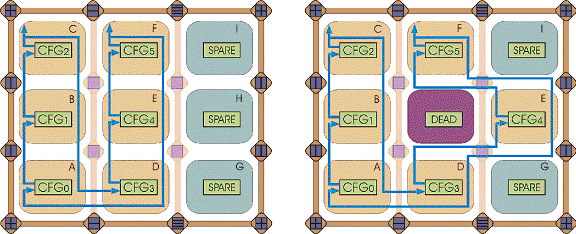 C F I
CFG2 CFG5 SPARE
B E H
CFG1 CFG4 SPARE
A D G
CFG0 CFG3 SPARE
C F I
CFG2 CFG5 SPARE
B E
CFG1 DEAD CFG4
A D G
CFG0 CFG3 SPARE